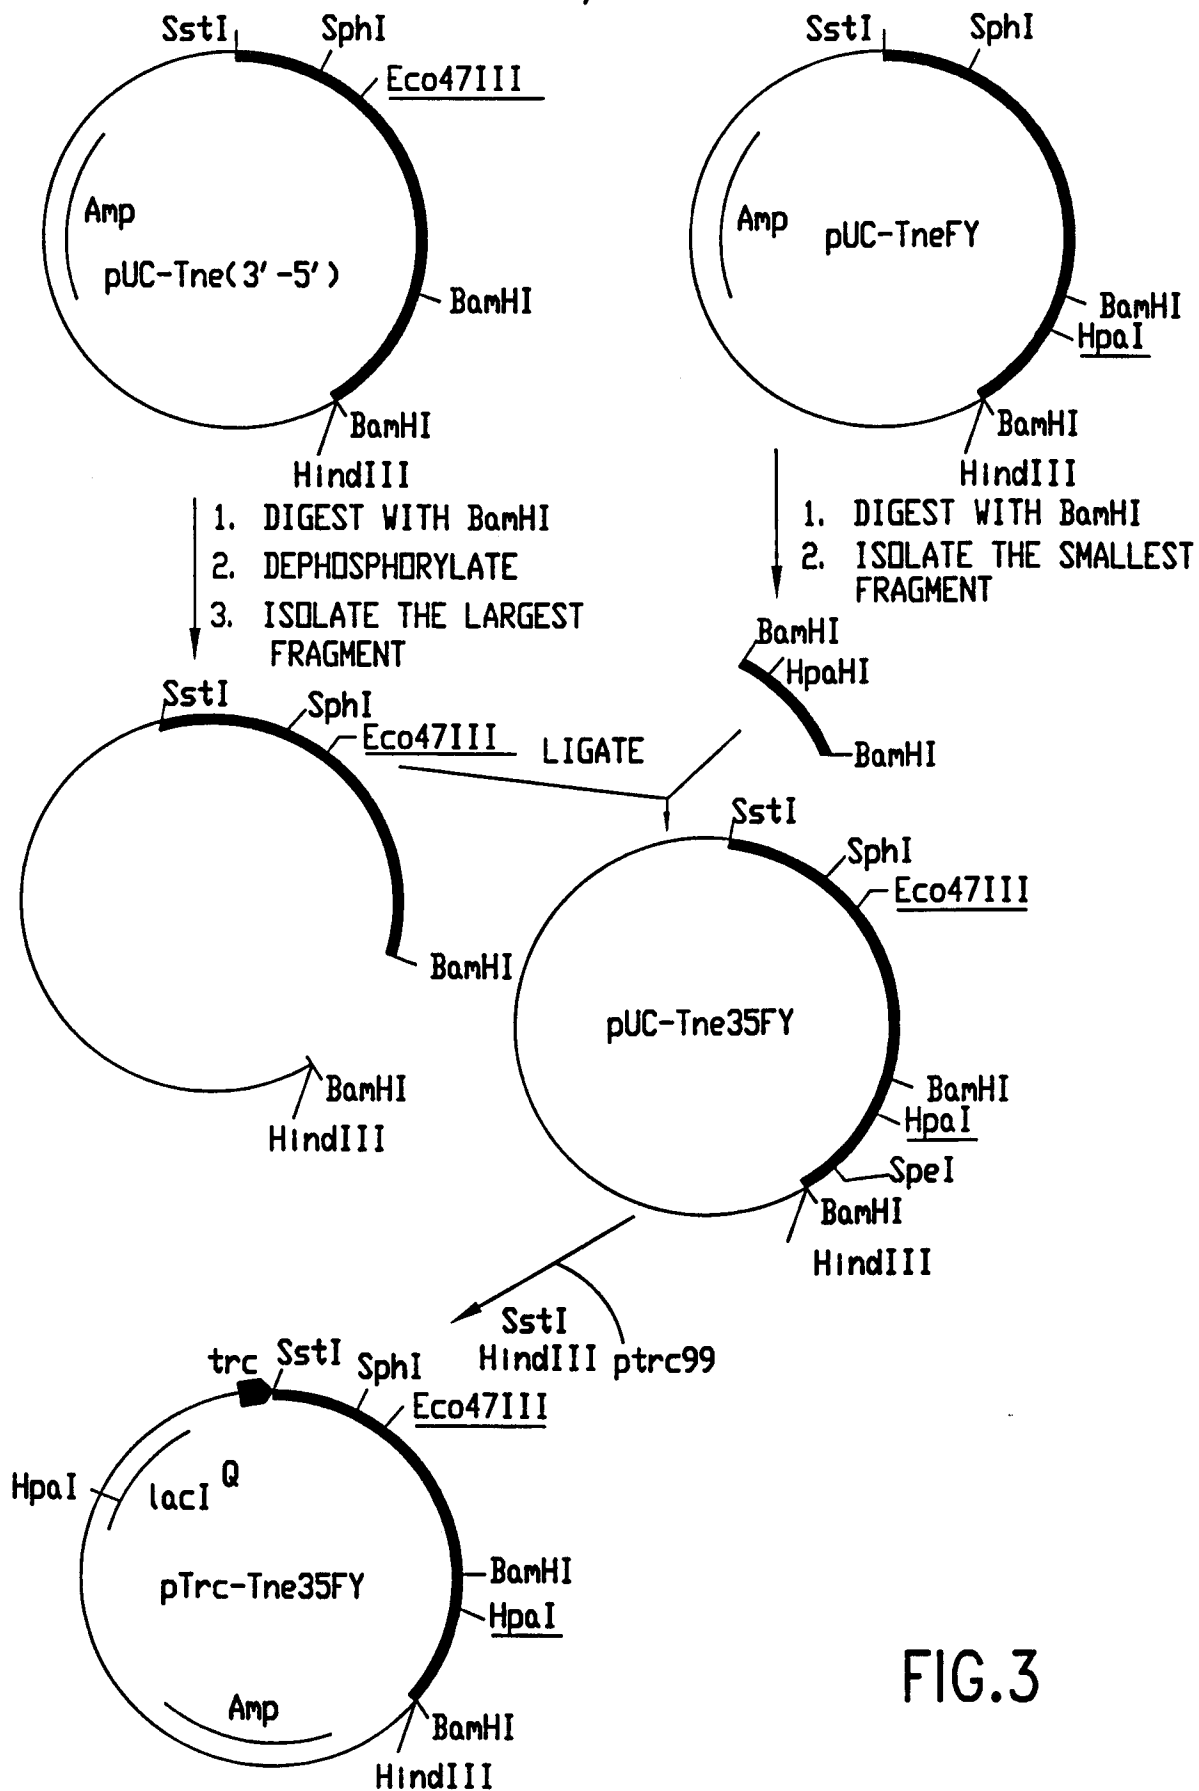 SstI
SphI
Eco47III
Amp
pUC-Tne(3'-5')
BamHI
BamHI
HindIII
SstI
SphI
Amp
pUC-TneFY
BamHI
HpaI
BamHI
HindIII
1. DIGEST WITH BamHI
2. DEPHOSPHORYLATE
3. ISOLATE THE LARGEST
FRAGMENT
1. DIGEST WITH BamHI
2. ISOLATE THE SMALLEST
FRAGMENT
BamHI
HpaHI
BamHI
SstI
SphI
Eco47III
BamHI
BamHI
HindIII
LIGATE
SstI
SphI
Eco47III
pUC-Tne35FY
BamHI
HpaI
SpeI
BamHI
HindIII
SstI
HindIII ptrc99
trc
SstI
SphI
Eco47III
HpaI
lacI Q
pTrc-Tne35FY
BamHI
HpaI
Amp
BamHI
HindIII
FIG.3